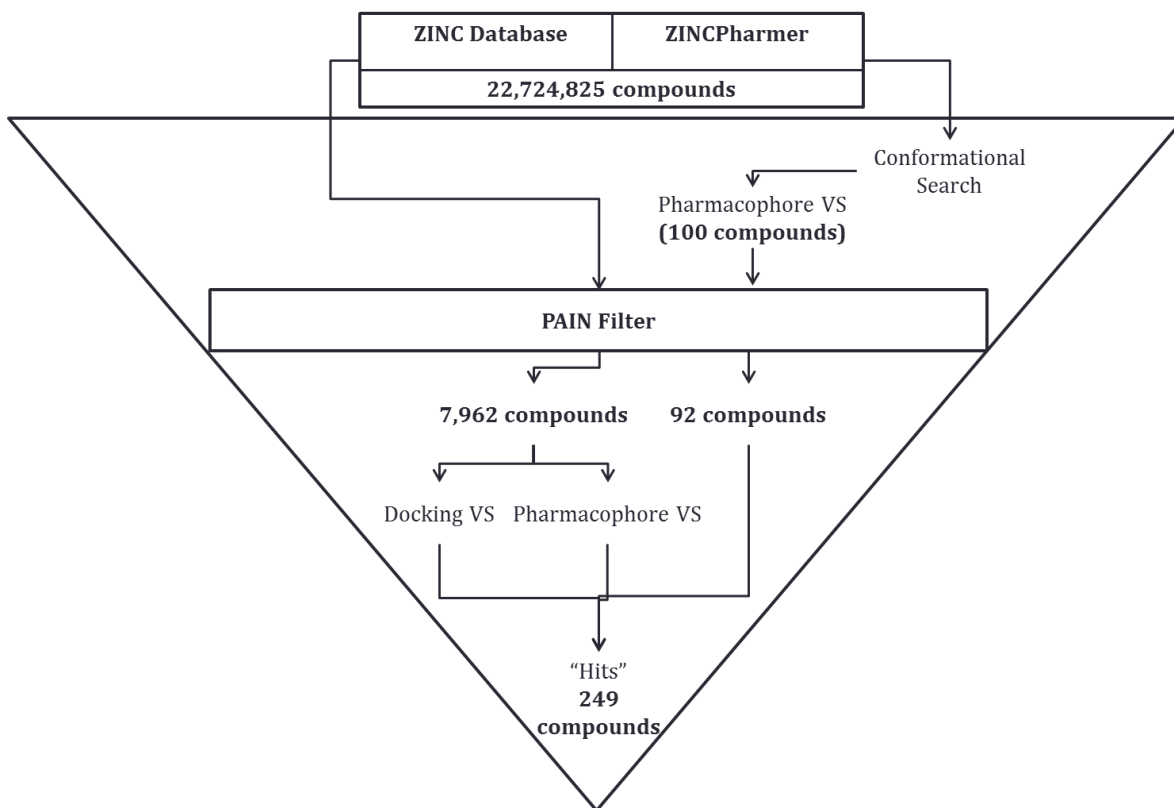 ZINC Database
ZINCPharmer
22,724,825 compounds
Conformational
Search
Pharmacophore VS
(100 compounds)
PAIN Filter
7,962 compounds
92 compounds
Docking VS
Pharmacophore VS
“Hits”
249
compounds